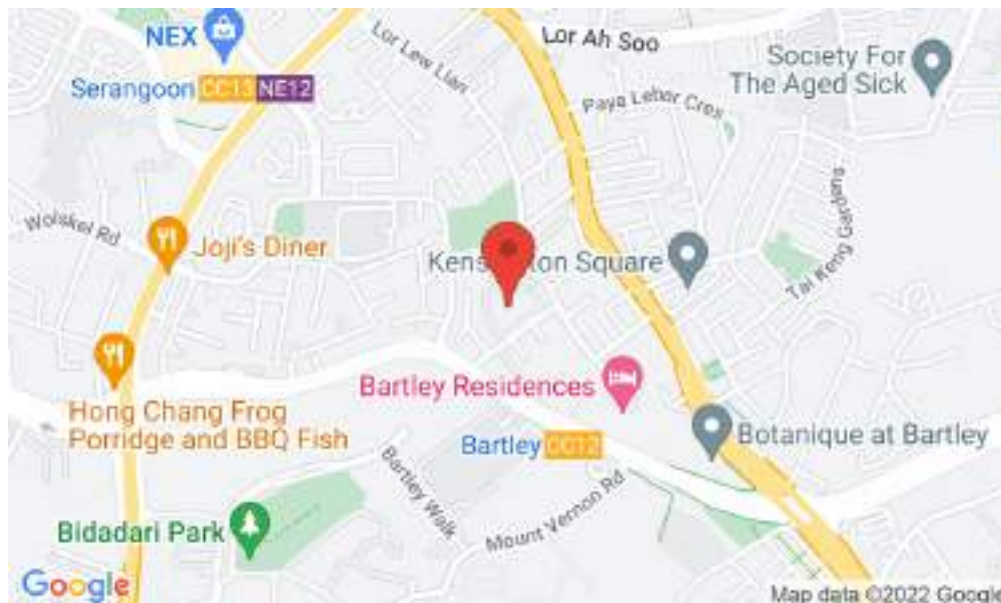 NEX
Serangoon CC13 NE12
Lor Lew Lian
Lor Ah Soo
Society For
The Aged Sick
Paya Lebar Cres
Wolskel Rd
Joji's Diner
Square
Tai Keng Gardens
Hong Chang Frog
Porridge and BBQ Fish
Bartley Residences
Bartley CC12
Botanique at Bartley
Bartley Walk
Mount Vernon Rd
Bidadari Park
Google
Map data ©2022 Google